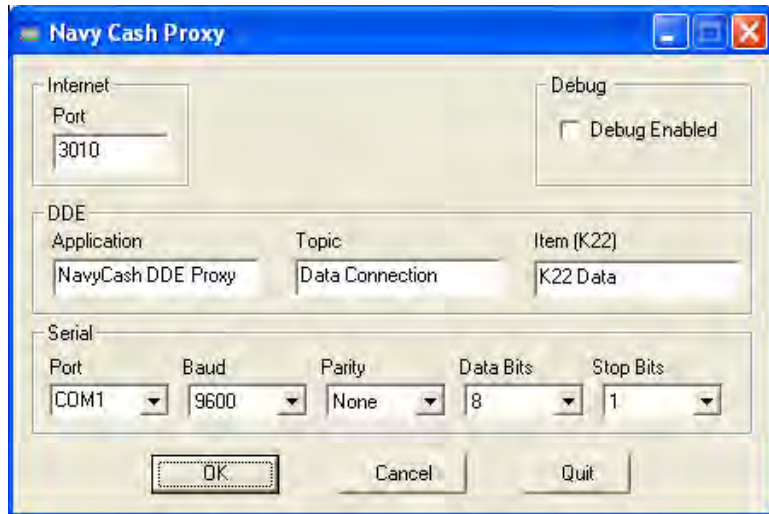 Navy Cash Proxy
Internet
Debug
Port
3010
Debug Enabled
DDE
Application Topic Item (K22)
NavyCash DDE Proxy Data Connection K22 Data
Serial
Port Baud Parity Data Bits Stop Bits
COM1 9600 None 8 1
OK Cancel Quit